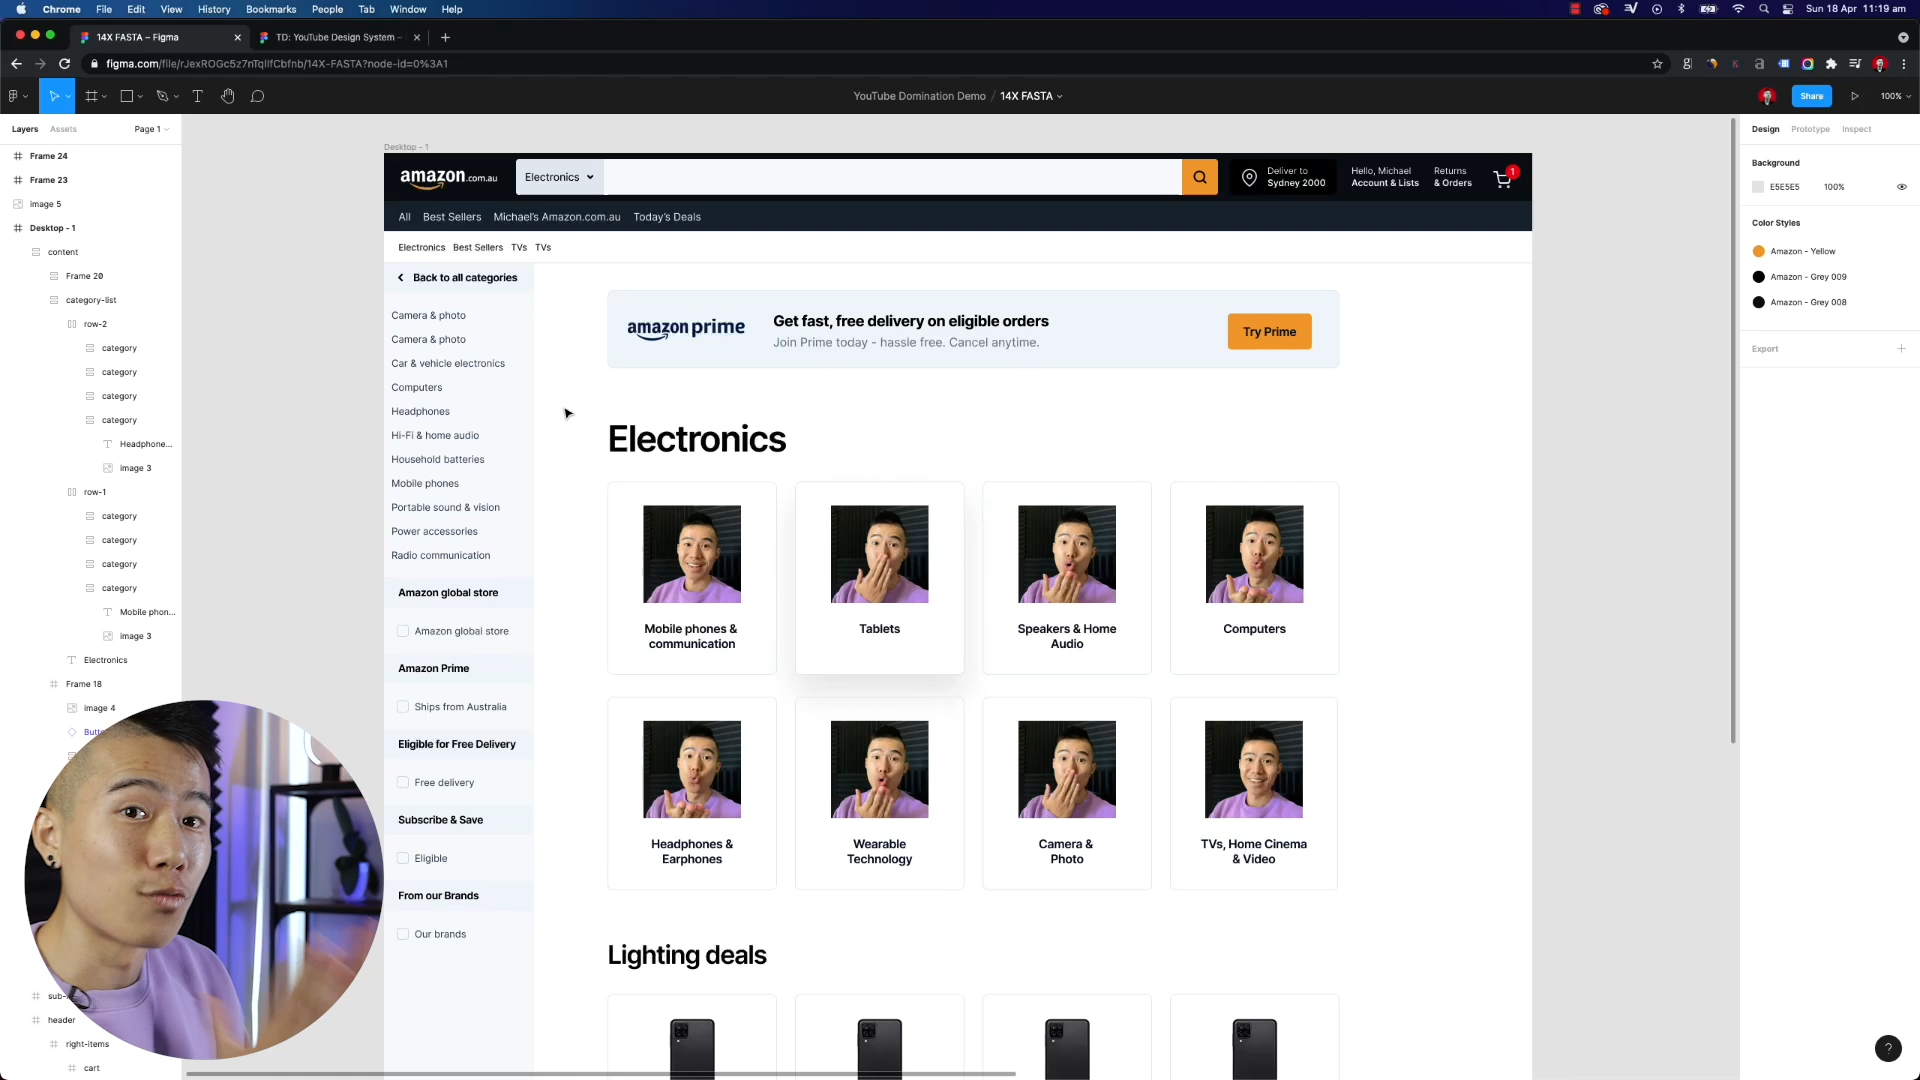 Chrome File Edit View History Bookmarks People Tab Window Help
Sun 18 Apr 11:19 am
14X FASTA – Figma
TD: YouTube Design System –
figma.com/file/rJexROGc5z7nTqIlfCbfnb/14X-FASTA?node-id=0%3A1
YouTube Domination Demo / 14X FASTA
Share
100%
Layers Assets Page 1
Frame 24
Frame 23
image 5
Desktop - 1
content
Frame 20
category-list
row-2
category
category
category
category
Headphone...
image 3
row-1
category
category
category
category
Mobile phon...
image 3
Electronics
Frame 18
image 4
header
right-items
cart
Desktop - 1
amazon.com.au
Electronics
Deliver to
Sydney 2000
Hello, Michael
Account & Lists
Returns
& Orders
1
All Best Sellers Michael's Amazon.com.au Today's Deals
Electronics Best Sellers TVs TVs
Back to all categories
Camera & photo
Camera & photo
Car & vehicle electronics
Computers
Headphones
Hi-Fi & home audio
Household batteries
Mobile phones
Portable sound & vision
Power accessories
Radio communication
Amazon global store
Amazon global store
Amazon Prime
Ships from Australia
Eligible for Free Delivery
Free delivery
Subscribe & Save
Eligible
From our Brands
Our brands
amazon prime
Get fast, free delivery on eligible orders
Join Prime today - hassle free. Cancel anytime.
Try Prime
Electronics
Mobile phones &
communication
Tablets
Speakers & Home
Audio
Computers
Headphones &
Earphones
Wearable
Technology
Camera &
Photo
TVs, Home Cinema
& Video
Lighting deals
Design Prototype Inspect
Background
E5E5E5 100%
Color Styles
Amazon - Yellow
Amazon - Grey 009
Amazon - Grey 008
Export
?